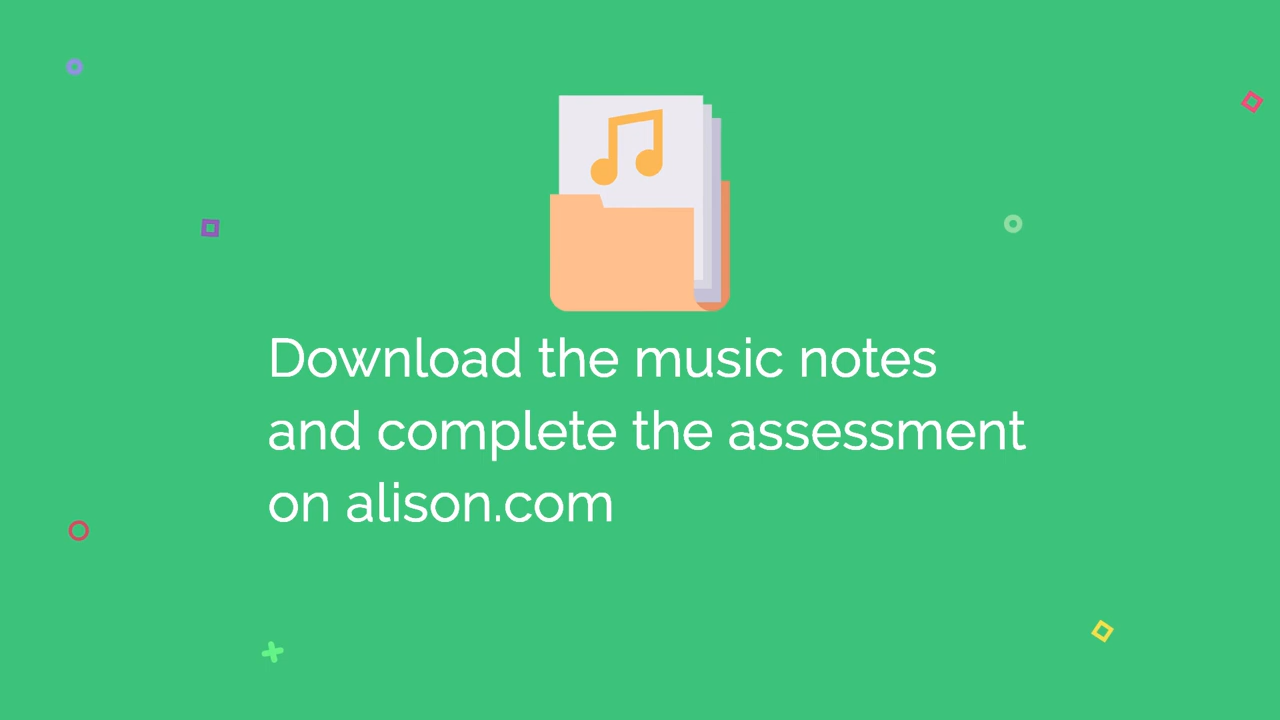 Download the music notes
and complete the assessment
on alison.com